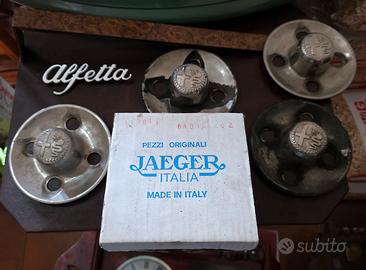 Alfetta
PEZZI ORIGINALI
JAEGER
ITALIA
MADE IN ITALY
subito